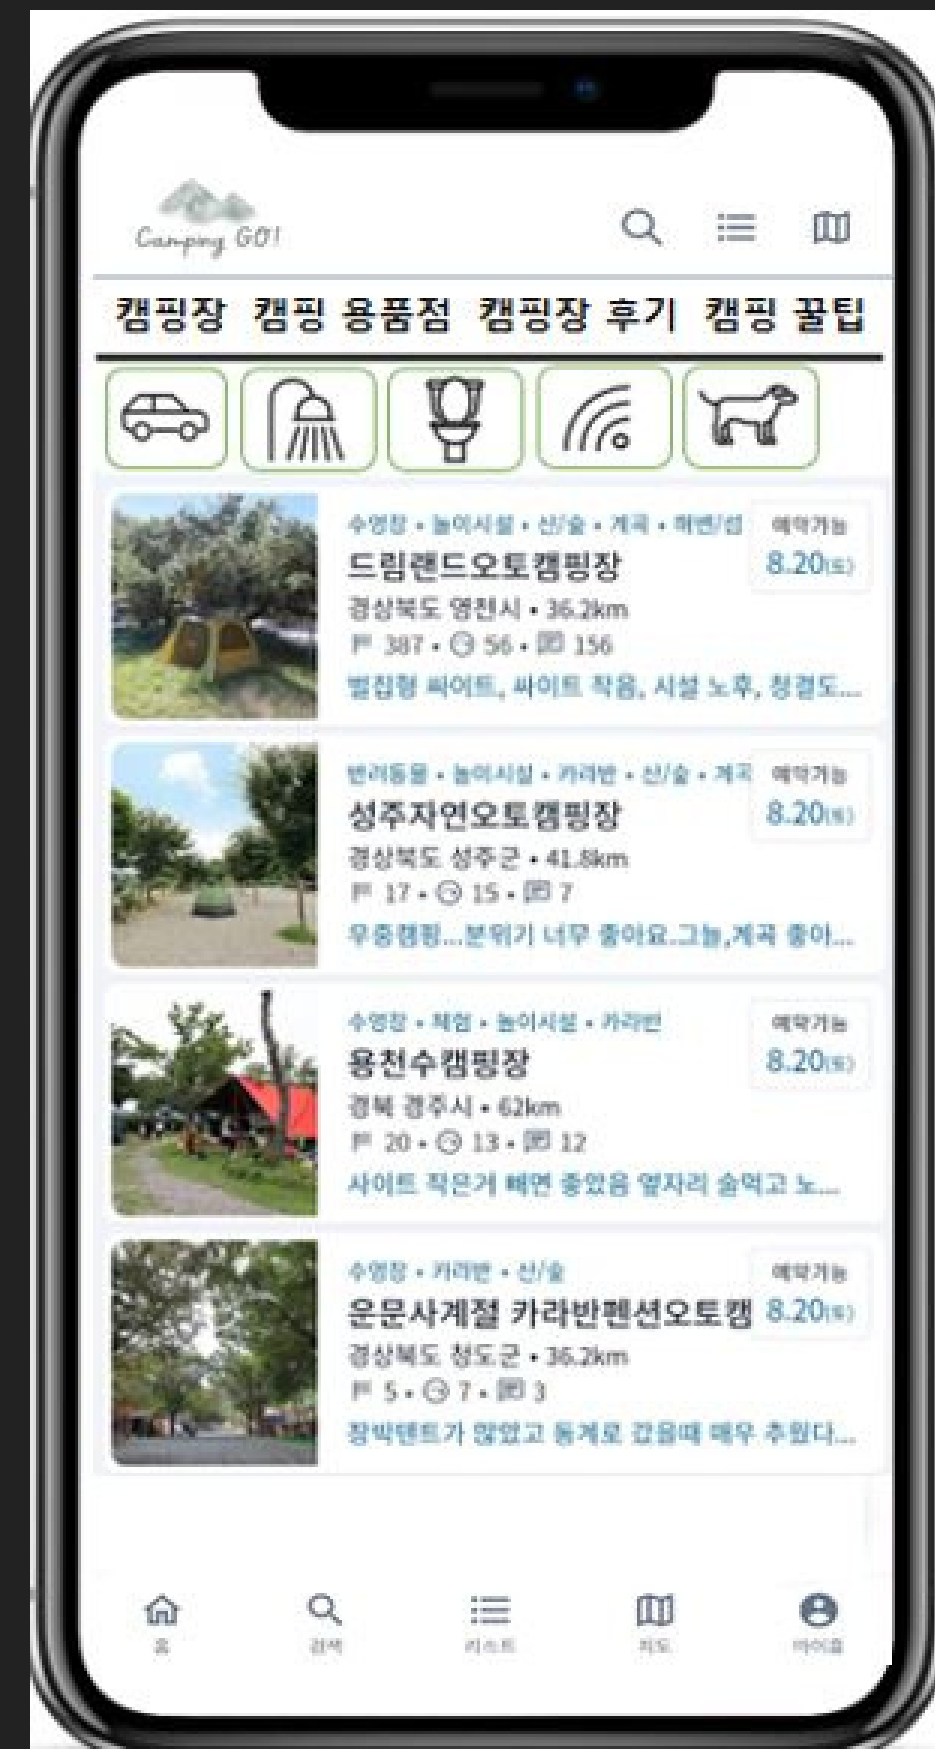 Camping GO!
캠핑장 캠핑 용품점 캠핑장 후기 캠핑 꿀팁
수영장 • 놀이시설 • 산/숲 • 계곡 • 해변/섬
예약가능
드림랜드오토캠핑장
8.20(토)
경상북도 영천시 • 36.2km
387 • 56 • 156
벌집형 싸이트, 싸이트 작음, 시설 노후, 청결도...
반려동물 • 놀이시설 • 카라반 • 산/숲 • 계곡
예약가능
성주자연오토캠핑장
8.20(토)
경상북도 성주군 • 41.8km
17 • 15 • 7
우중캠핑...분위기 너무 좋아요.그늘,계곡 좋아...
수영장 • 체험 • 놀이시설 • 카라반
예약가능
용천수캠핑장
8.20(토)
경북 경주시 • 62km
20 • 13 • 12
사이트 작은거 빼면 좋았음 옆자리 술먹고 노...
수영장 • 카라반 • 산/숲
예약가능
운문사계절 카라반펜션오토캠
8.20(토)
경상북도 청도군 • 36.2km
5 • 7 • 3
장박텐트가 많았고 동계로 갔을때 매우 추웠다...
홈 검색 리스트 지도 마이홈